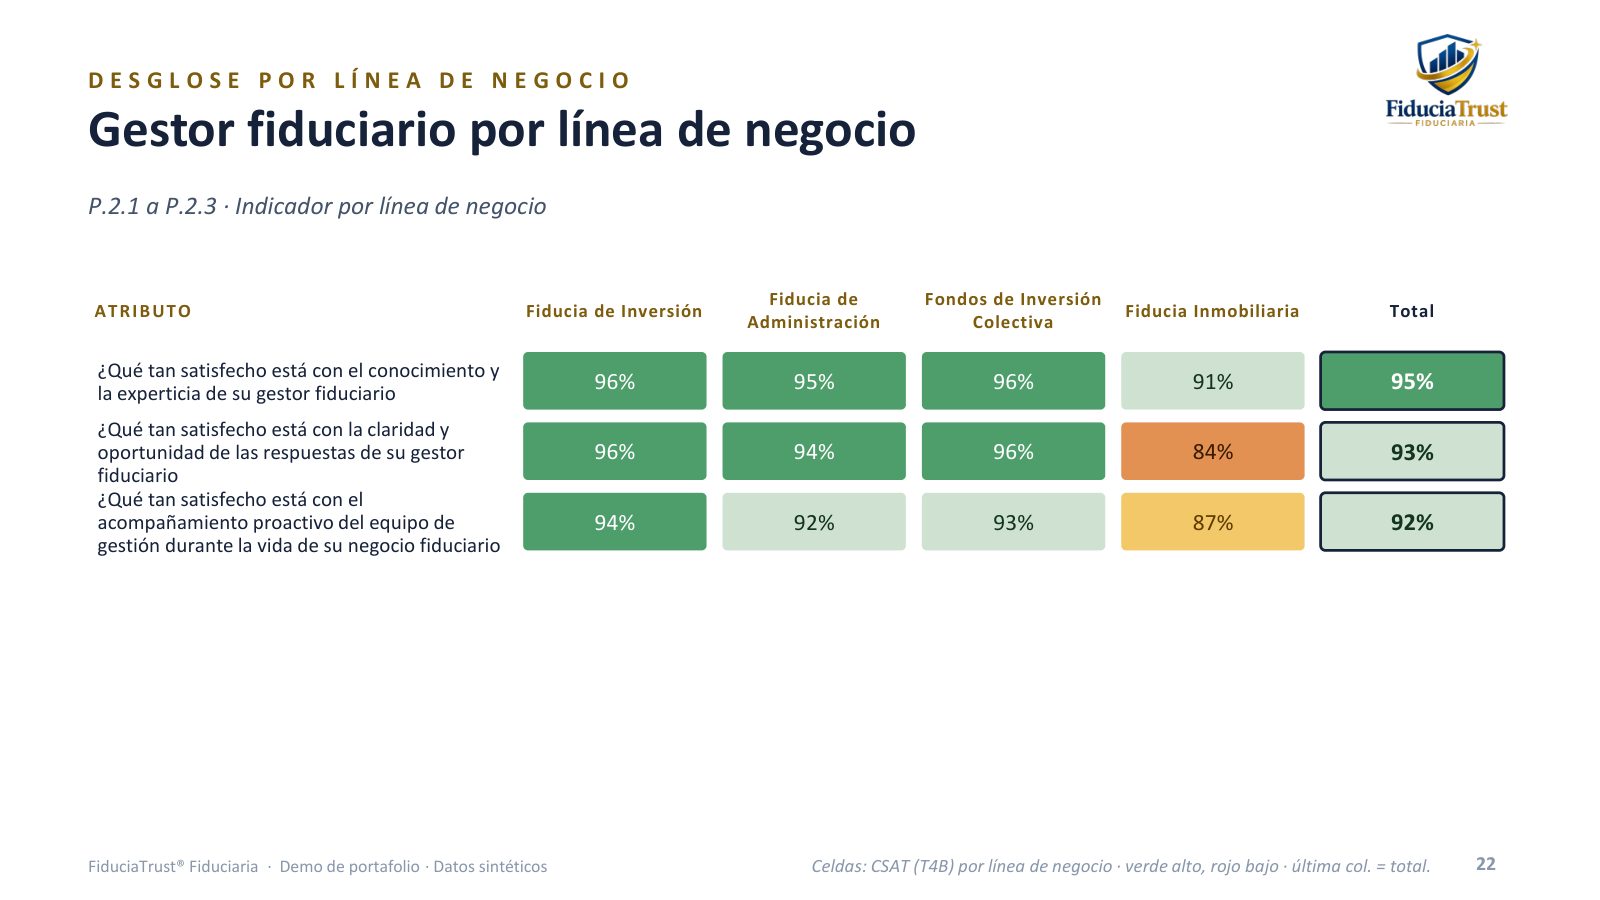 DESGLOSE POR LÍNEA DE NEGOCIO
Gestor fiduciario por línea de negocio
FiduciaTrust
FIDUCIARIA
P.2.1 a P.2.3 · Indicador por línea de negocio
ATRIBUTO
Fiducia de Inversión
Fiducia de
Administración
Fondos de Inversión
Colectiva
Fiducia Inmobiliaria
Total
¿Qué tan satisfecho está con el conocimiento y
la experticia de su gestor fiduciario
96%
95%
96%
91%
95%
¿Qué tan satisfecho está con la claridad y
oportunidad de las respuestas de su gestor
fiduciario
96%
94%
96%
84%
93%
¿Qué tan satisfecho está con el
acompañamiento proactivo del equipo de
gestión durante la vida de su negocio fiduciario
94%
92%
93%
87%
92%
FiduciaTrust® Fiduciaria · Demo de portafolio · Datos sintéticos
Celdas: CSAT (T4B) por línea de negocio · verde alto, rojo bajo · última col. = total.
22